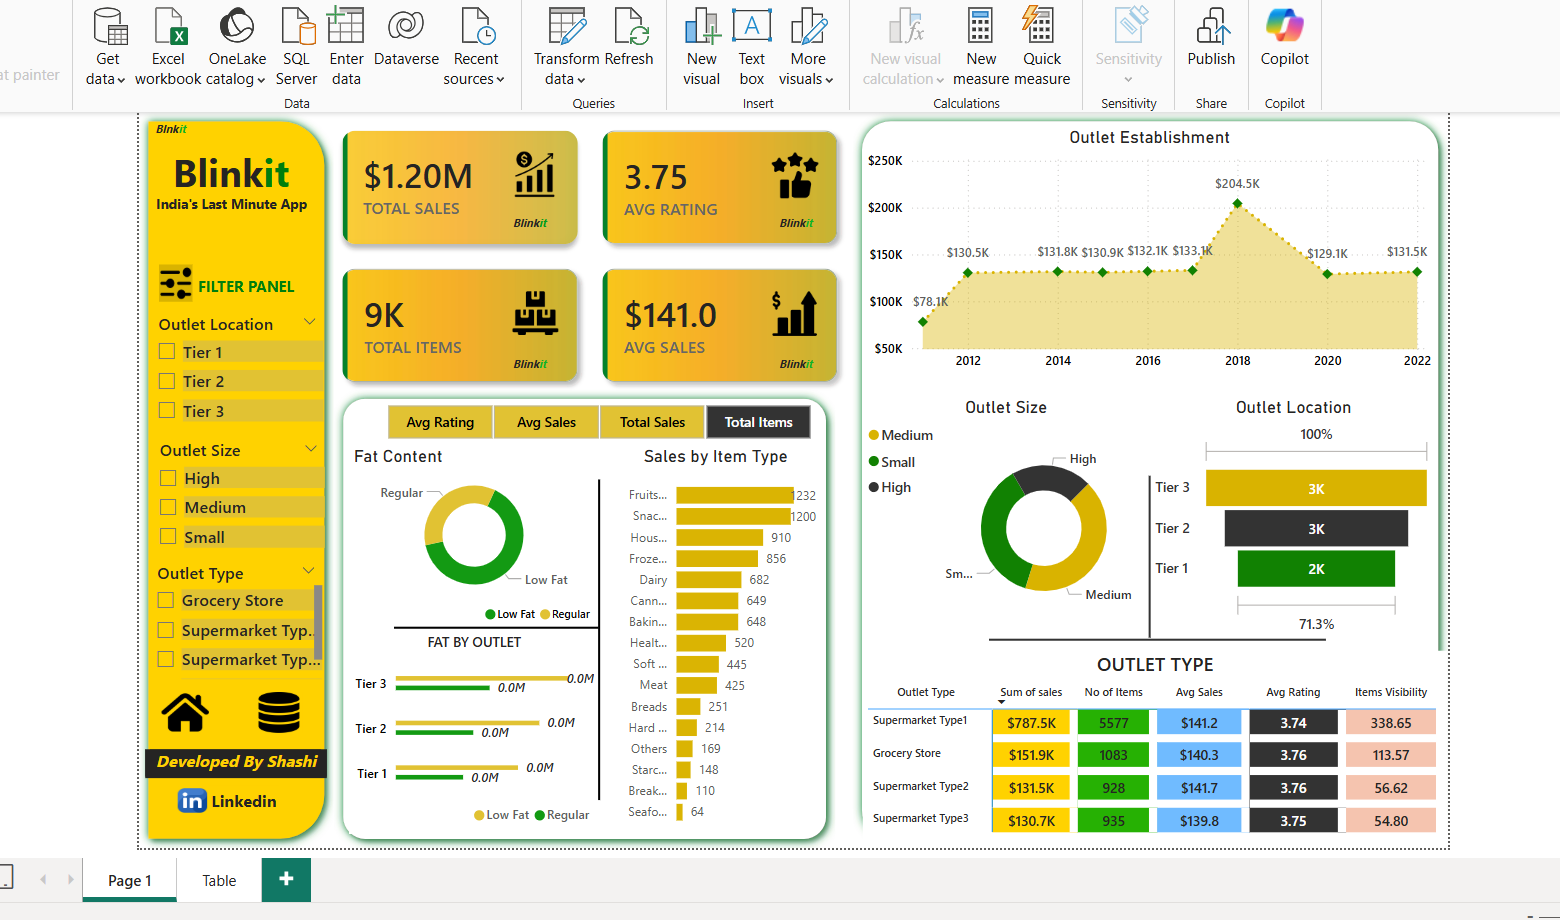 at painter
Get data
Excel workbook
OneLake catalog
SQL Server
Enter data
Dataverse
Recent sources
Transform data
Refresh
New visual
Text box
More visuals
New visual calculation
New measure
Quick measure
Sensitivity
Publish
Copilot
Data
Queries
Insert
Calculations
Sensitivity
Share
Copilot
Blnkit
Blinkit
India's Last Minute App
FILTER PANEL
Outlet Location
Tier 1
Tier 2
Tier 3
Outlet Size
High
Medium
Small
Outlet Type
Grocery Store
Supermarket Typ...
Supermarket Typ...
Developed By Shashi
in Linkedin
$1.20M
TOTAL SALES
Blinkit
3.75
AVG RATING
Blinkit
9K
TOTAL ITEMS
Blinkit
$141.0
AVG SALES
Blinkit
Avg Rating Avg Sales Total Sales Total Items
Fat Content
Regular
Low Fat
Low Fat Regular
FAT BY OUTLET
Tier 3 0.0M
0.0M
Tier 2 0.0M
0.0M
Tier 1 0.0M
0.0M
Low Fat Regular
Sales by Item Type
Fruits... 1232
Snac... 1200
Hous... 910
Froze... 856
Dairy 682
Cann... 649
Bakin... 648
Healt... 520
Soft ... 445
Meat 425
Breads 251
Hard ... 214
Others 169
Starc... 148
Break... 110
Seafo... 64
Outlet Establishment
$250K
$200K
$150K
$100K
$50K
$78.1K
$130.5K
$131.8K
$130.9K
$132.1K
$133.1K
$204.5K
$129.1K
$131.5K
2012 2014 2016 2018 2020 2022
Outlet Size
Medium
Small
High
High
Sm...
Medium
Outlet Location
100%
Tier 3 3K
Tier 2 3K
Tier 1 2K
71.3%
OUTLET TYPE
Outlet Type Sum of sales No of Items Avg Sales Avg Rating Items Visibility
Supermarket Type1 $787.5K 5577 $141.2 3.74 338.65
Grocery Store $151.9K 1083 $140.3 3.76 113.57
Supermarket Type2 $131.5K 928 $141.7 3.76 56.62
Supermarket Type3 $130.7K 935 $139.8 3.75 54.80
Page 1
Table